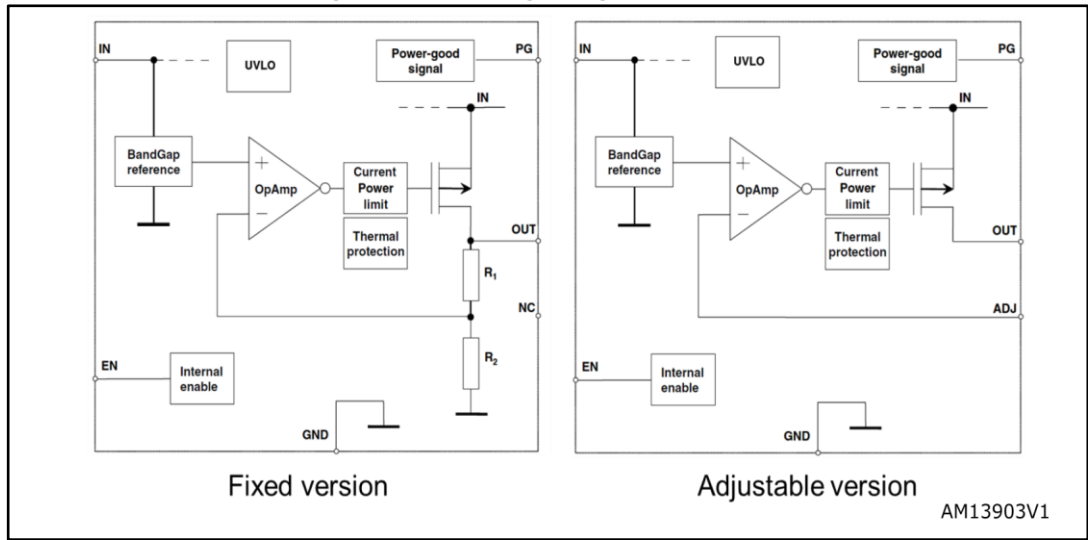 IN
UVLO
Power-good
signal
PG
IN
BandGap
reference
+
OpAmp
−
Current
Power
limit
Thermal
protection
OUT
R1
NC
R2
EN
Internal
enable
GND
Fixed version
IN
UVLO
Power-good
signal
PG
IN
BandGap
reference
+
OpAmp
−
Current
Power
limit
Thermal
protection
OUT
ADJ
EN
Internal
enable
GND
Adjustable version
AM13903V1